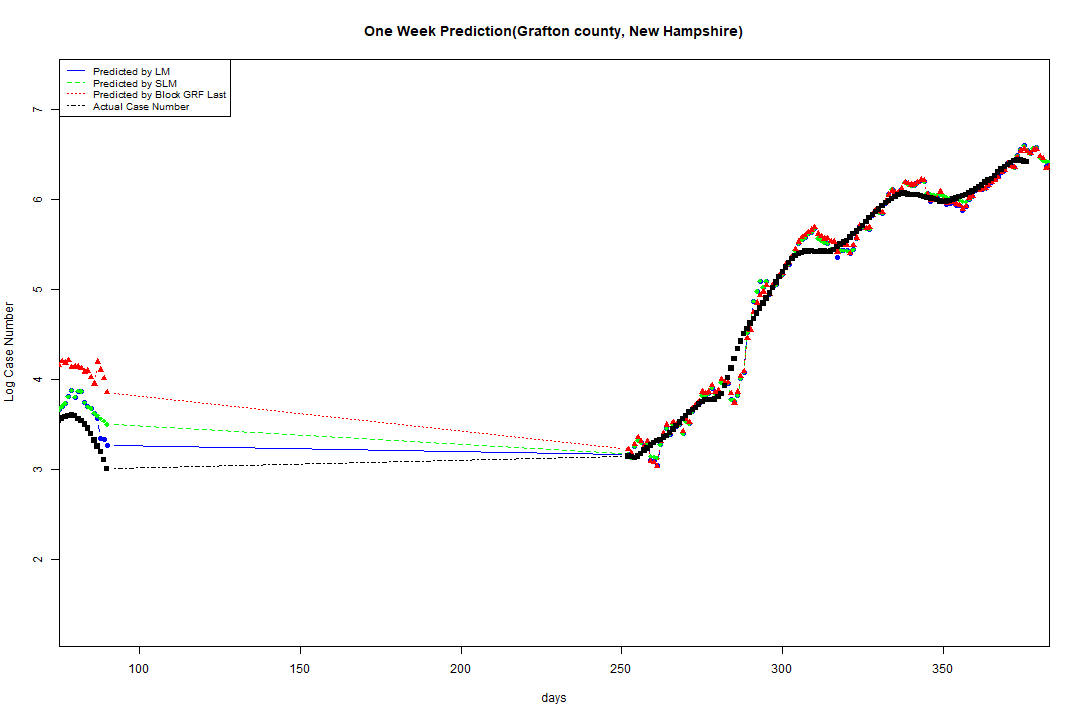 One Week Prediction(Grafton county, New Hampshire)
Predicted by LM
Predicted by SLM
Predicted by Block GRF Last
Actual Case Number
7
6
5
4
3
2
Log Case Number
100 150 200 250 300 350
days